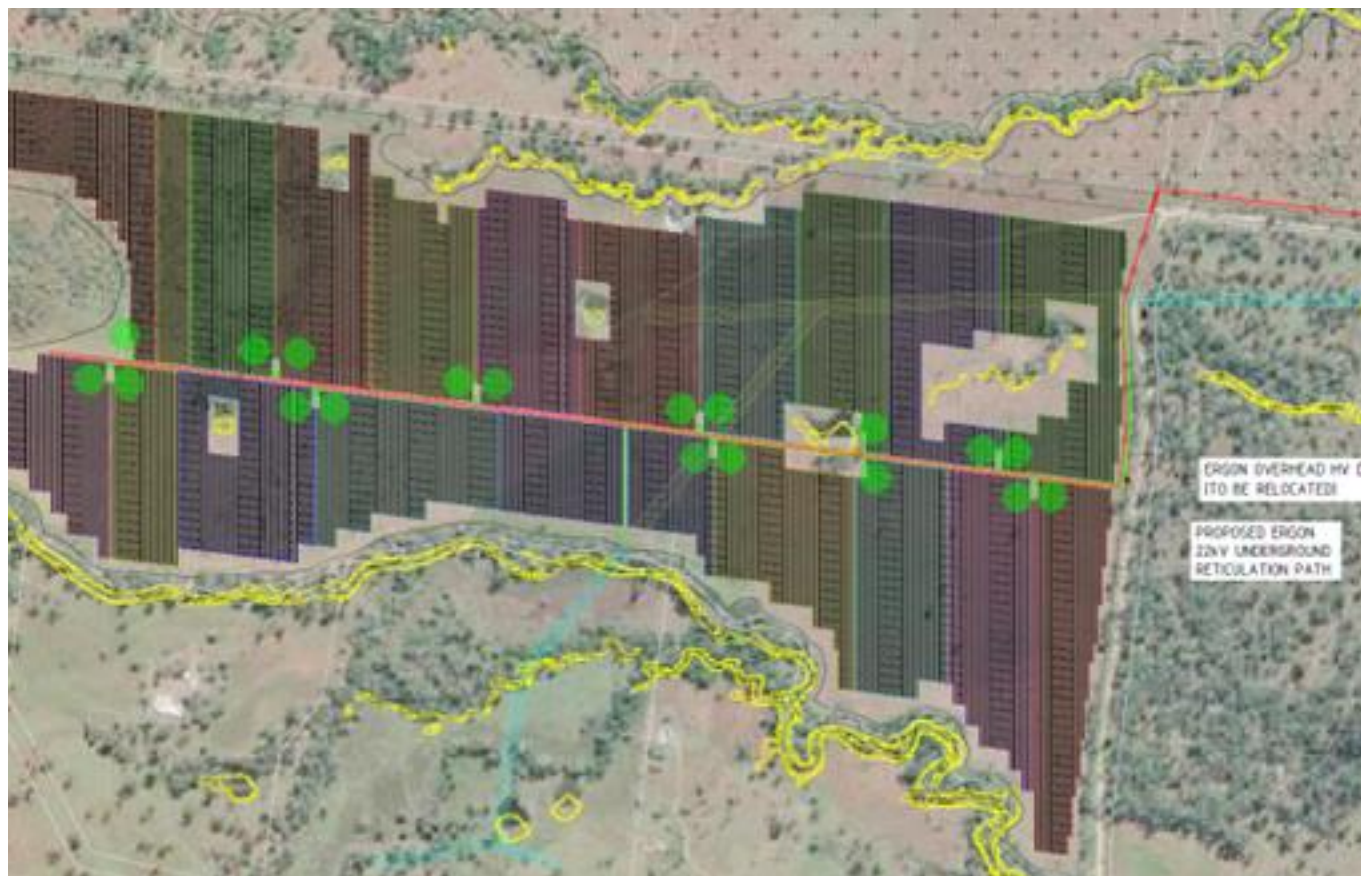 ERGON OVERHEAD HV
(TO BE RELOCATED)
PROPOSED ERGON
22kV UNDERGROUND
RETICULATION PATH